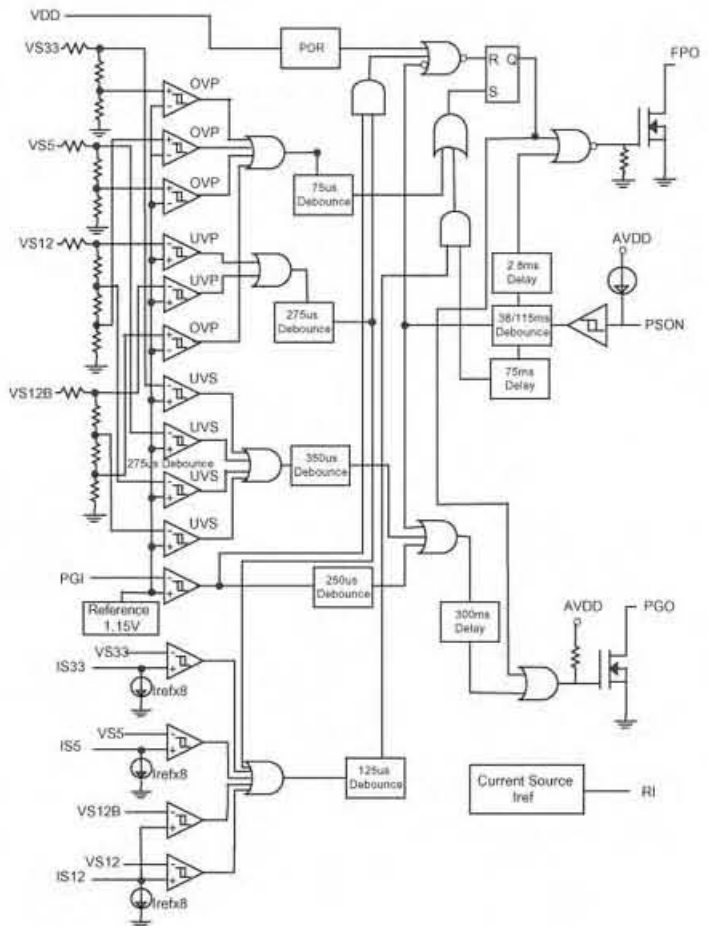 VDD
VS33
POR
R Q
S
FPO
OVP
VS5
OVP
75us
Debounce
OVP
VS12
UVP
AVDD
2.8ms
Delay
UVP
275us
Debounce
38/115ms
Debounce
PSON
OVP
75ms
Delay
VS12B
UVS
UVS
275us Debounce
350us
Debounce
UVS
UVS
PGI
250us
Debounce
Reference
1.15V
300ms
Delay
AVDD
PGO
VS33
IS33
Irefx8
VS5
IS5
Irefx8
125us
Debounce
Current Source
Iref
RI
VS12B
VS12
IS12
Irefx8